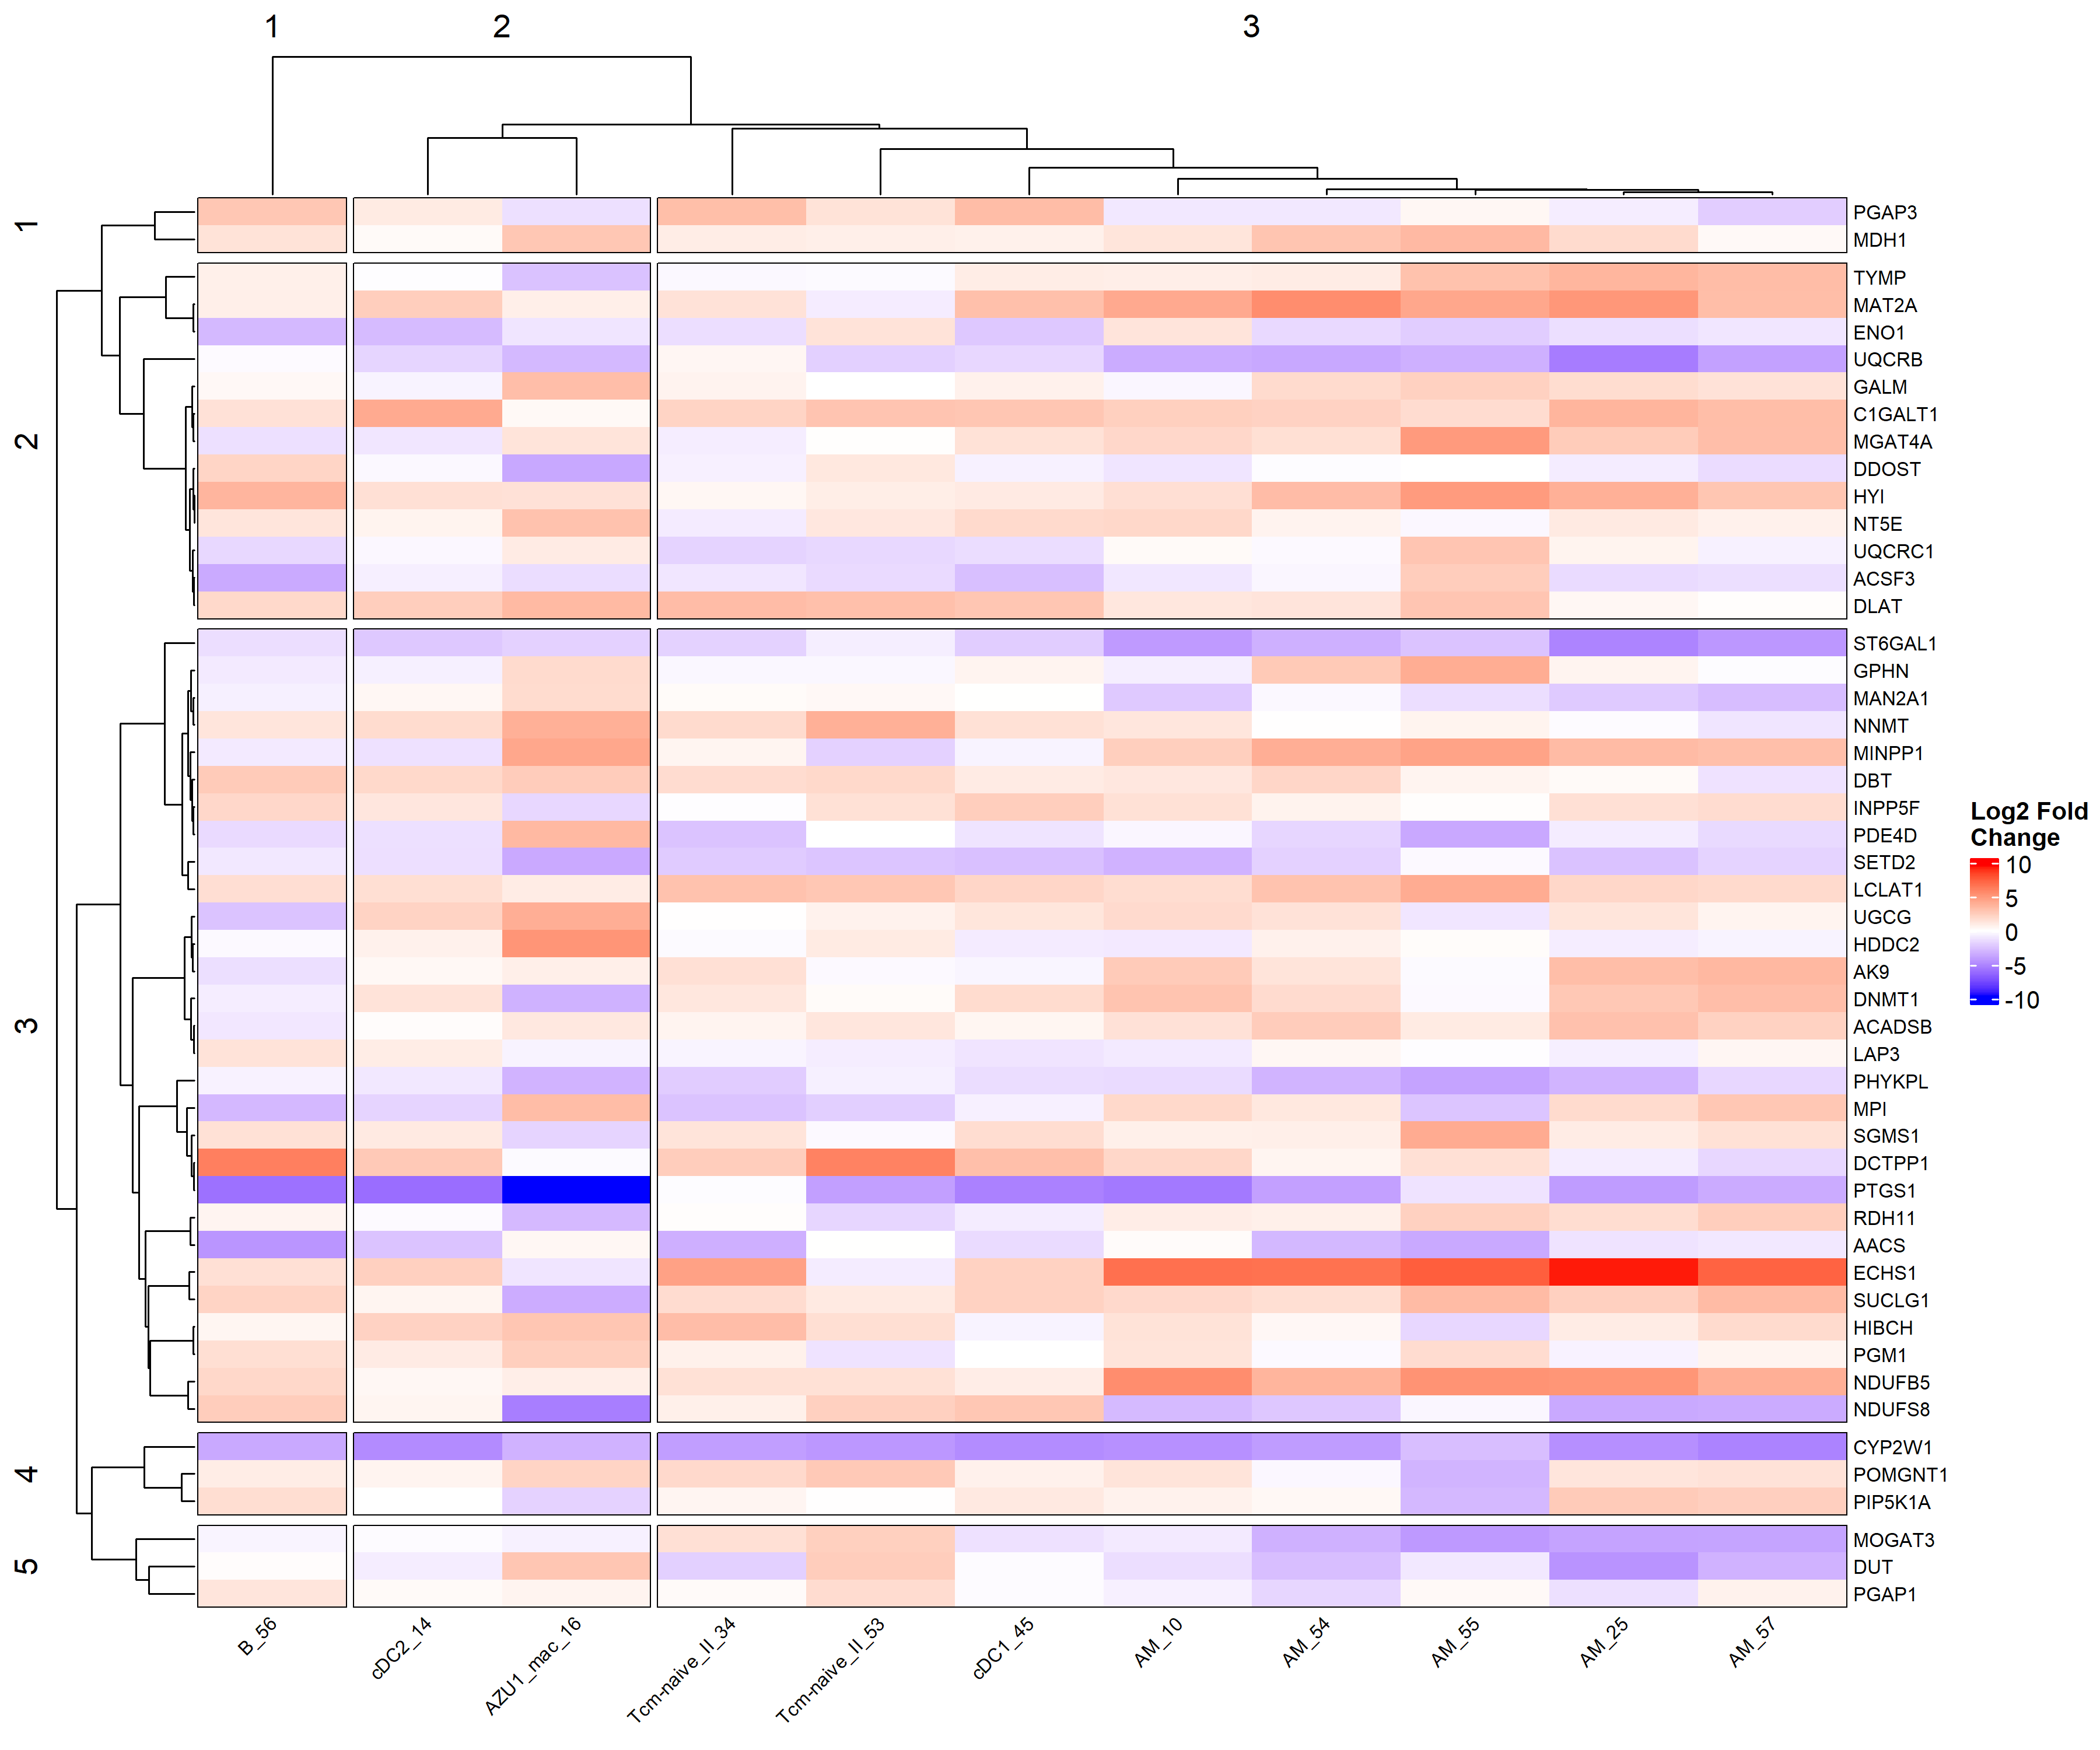 1 2 3
1
2
3
4
5
PGAP3
MDH1
TYMP
MAT2A
ENO1
UQCRB
GALM
C1GALT1
MGAT4A
DDOST
HYI
NT5E
UQCRC1
ACSF3
DLAT
ST6GAL1
GPHN
MAN2A1
NNMT
MINPP1
DBT
INPP5F
PDE4D
SETD2
LCLAT1
UGCG
HDDC2
AK9
DNMT1
ACADSB
LAP3
PHYKPL
MPI
SGMS1
DCTPP1
PTGS1
RDH11
AACS
ECHS1
SUCLG1
HIBCH
PGM1
NDUFB5
NDUFS8
CYP2W1
POMGNT1
PIP5K1A
MOGAT3
DUT
PGAP1
B_56
cDC2_14
AZU1_mac_16
Tcm-naive_II_34
Tcm-naive_II_53
cDC1_45
AM_10
AM_54
AM_55
AM_25
AM_57
Log2 Fold
Change
10
5
0
-5
-10